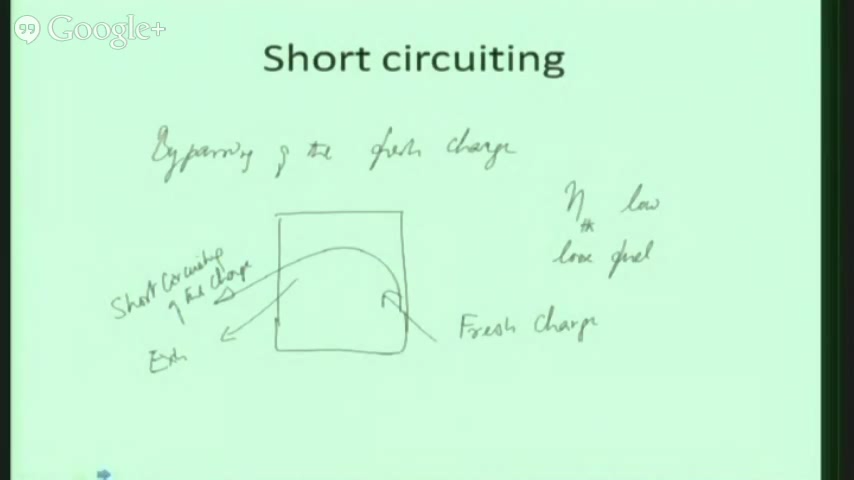 Google+
Short circuiting
Bypassing of the fresh charge
η th low
lose fuel
Short circuiting
of the charge
Fresh charge
Exh